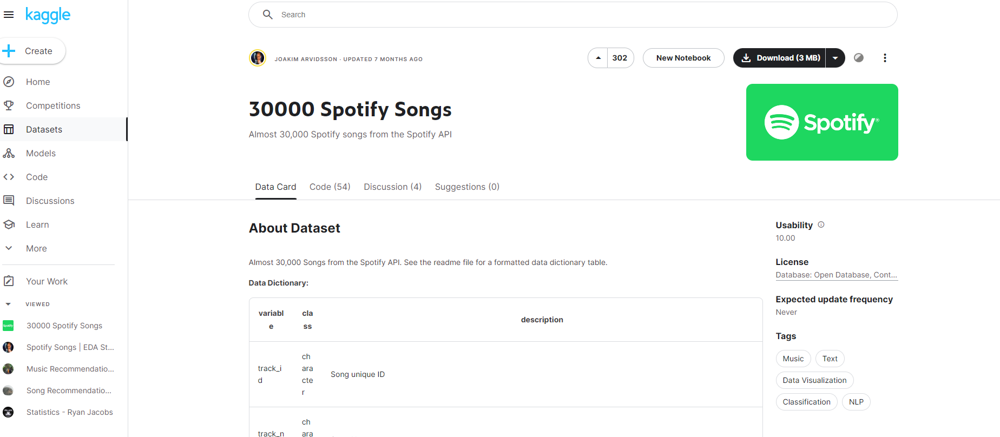 kaggle
Search
Create
Home
Competitions
Datasets
Models
Code
Discussions
Learn
More
Your Work
VIEWED
30000 Spotify Songs
Spotify Songs | EDA St...
Music Recommendatio...
Song Recommendatio...
Statistics - Ryan Jacobs
JOAKIM ARVIDSSON · UPDATED 7 MONTHS AGO
302
New Notebook
Download (3 MB)
30000 Spotify Songs
Almost 30,000 Spotify songs from the Spotify API
Spotify®
Data Card
Code (54)
Discussion (4)
Suggestions (0)
About Dataset
Almost 30,000 Songs from the Spotify API. See the readme file for a formatted data dictionary table.
Data Dictionary:
variabl
e
cla
ss
description
track_i
d
ch
ara
cte
r
Song unique ID
track_n
ch
ara
Usability
10.00
License
Database: Open Database, Cont...
Expected update frequency
Never
Tags
Music
Text
Data Visualization
Classification
NLP